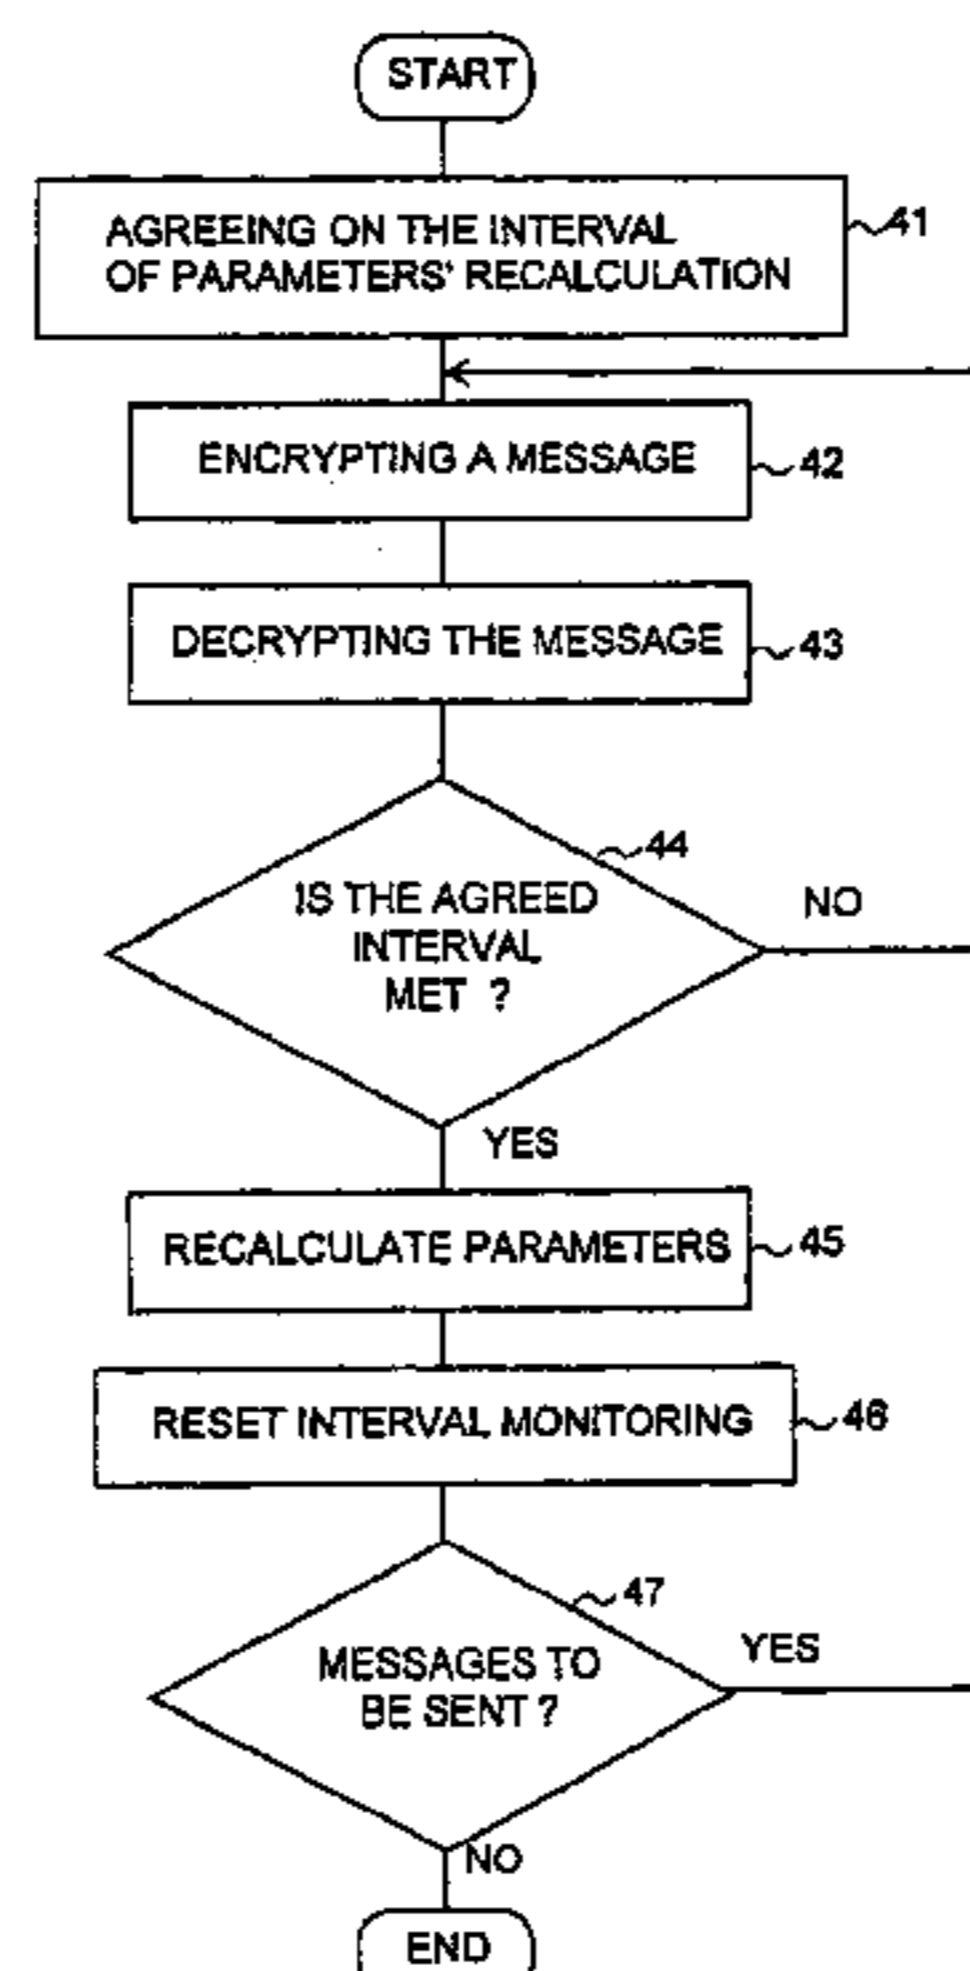 START
AGREEING ON THE INTERVAL
OF PARAMETERS' RECALCULATION
41
ENCRYPTING A MESSAGE
42
DECRYPTING THE MESSAGE
43
44
IS THE AGREED
INTERVAL
MET ?
NO
YES
RECALCULATE PARAMETERS
45
RESET INTERVAL MONITORING
46
47
MESSAGES TO
BE SENT ?
YES
NO
END